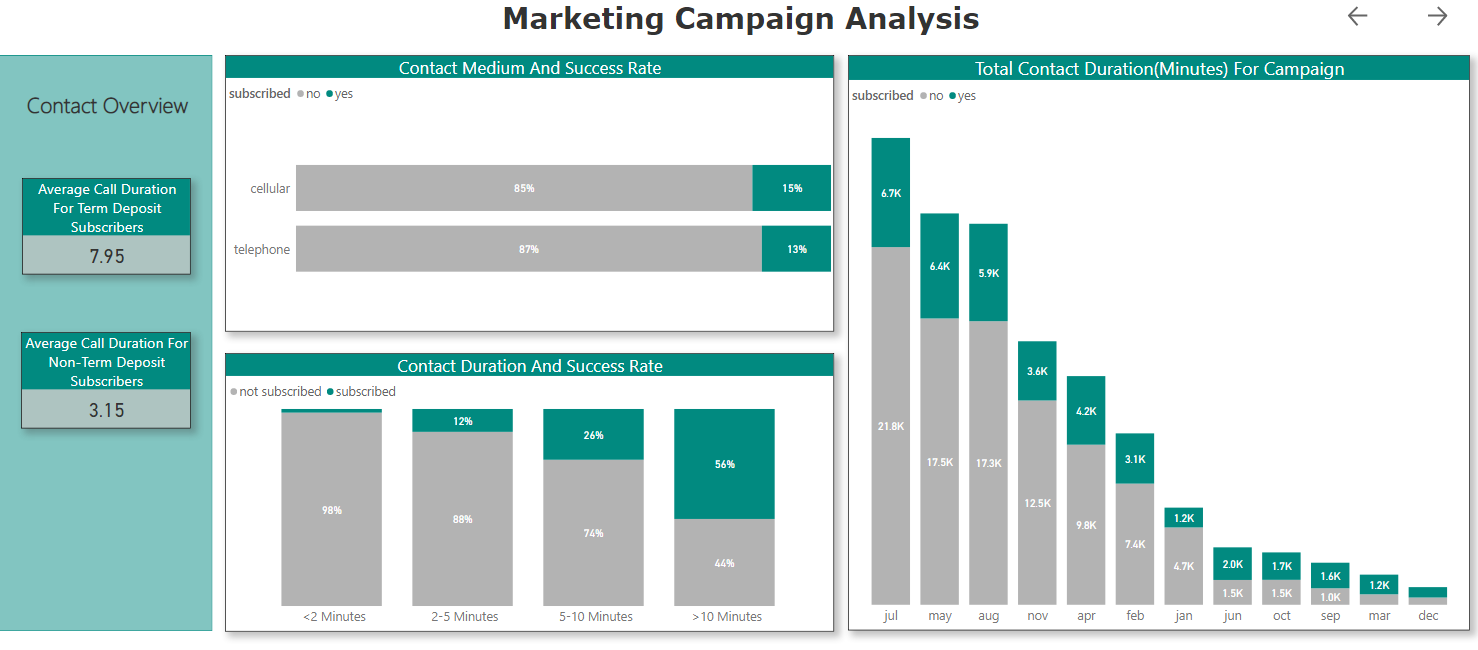 Marketing Campaign Analysis
Contact Overview
Average Call Duration
For Term Deposit
Subscribers
7.95
Average Call Duration For
Non-Term Deposit
Subscribers
3.15
Contact Medium And Success Rate
subscribed no yes
cellular 85% 15%
telephone 87% 13%
Contact Duration And Success Rate
not subscribed subscribed
12% 26% 56%
98% 88% 74% 44%
<2 Minutes 2-5 Minutes 5-10 Minutes >10 Minutes
Total Contact Duration(Minutes) For Campaign
subscribed no yes
6.7K 6.4K 5.9K 3.6K 4.2K 3.1K 1.2K 2.0K 1.7K 1.6K 1.2K
21.8K 17.5K 17.3K 12.5K 9.8K 7.4K 4.7K 1.5K 1.5K 1.0K
jul may aug nov apr feb jan jun oct sep mar dec